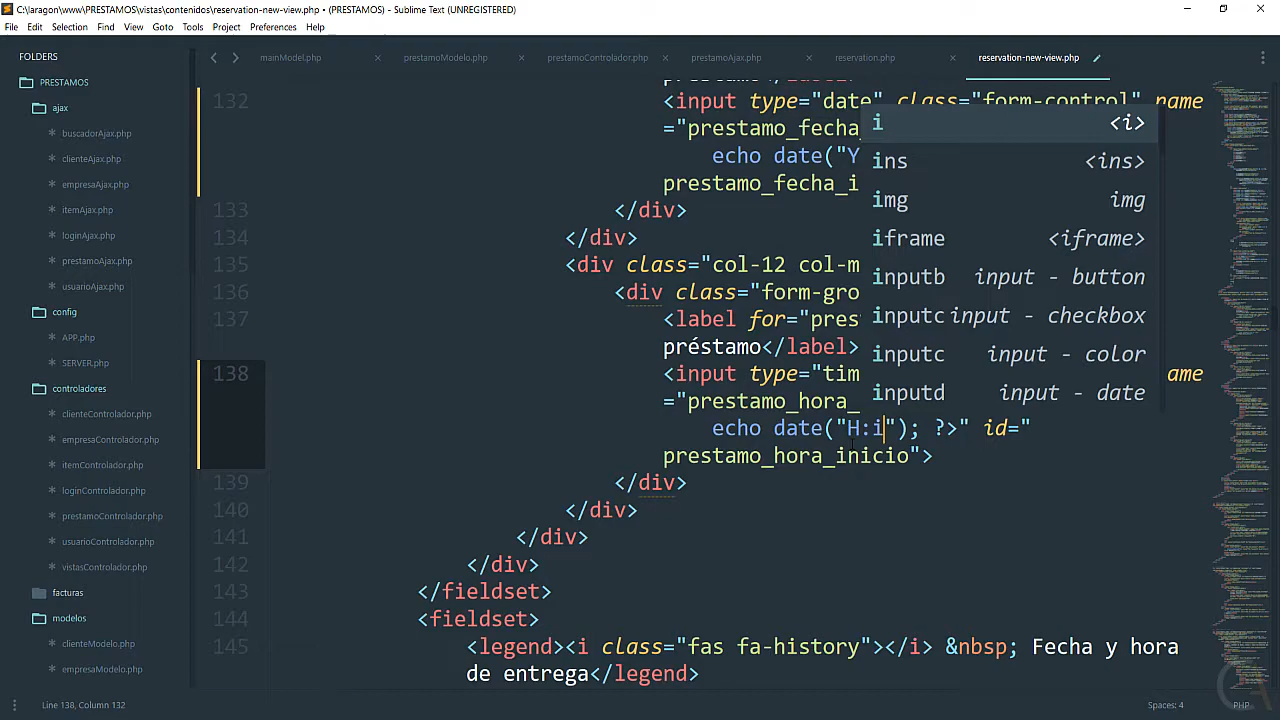 C:\laragon\www\PRESTAMOS\vistas\contenidos\reservation-new-view.php • (PRESTAMOS) - Sublime Text (UNREGISTERED)
File Edit Selection Find View Goto Tools Project Preferences Help
FOLDERS
PRESTAMOS
ajax
buscadorAjax.php
clienteAjax.php
empresaAjax.php
itemAjax.php
loginAjax.php
prestamoAjax.php
usuarioAjax.php
config
APP.php
SERVER.php
controladores
clienteControlador.php
empresaControlador.php
itemControlador.php
loginControlador.php
prestamoControlador.php
usuarioControlador.php
vistasControlador.php
facturas
modelos
clienteModelo.php
empresaModelo.php
mainModel.php prestamoModelo.php prestamoControlador.php prestamoAjax.php reservation.php reservation-new-view.php
132 <input type="date" class="form-control" name
="prestamo_fecha_
echo date("Y
prestamo_fecha_i
133 </div>
134 </div>
135 <div class="col-12 col-m
136 <div class="form-gro
137 <label for="pres
préstamo</label>
138 <input type="tim ame
="prestamo_hora_
echo date("H:i"); ?>" id="
prestamo_hora_inicio">
139 </div>
140 </div>
141 </div>
142 </div>
143 </fieldset>
144 <fieldset>
145 <legend><i class="fas fa-history"></i> &nbsp; Fecha y hora
de entrega</legend>
i <i>
ins <ins>
img img
iframe <iframe>
inputb input - button
inputc input - checkbox
inputc input - color
inputd input - date
Line 138, Column 132 Spaces: 4 PHP